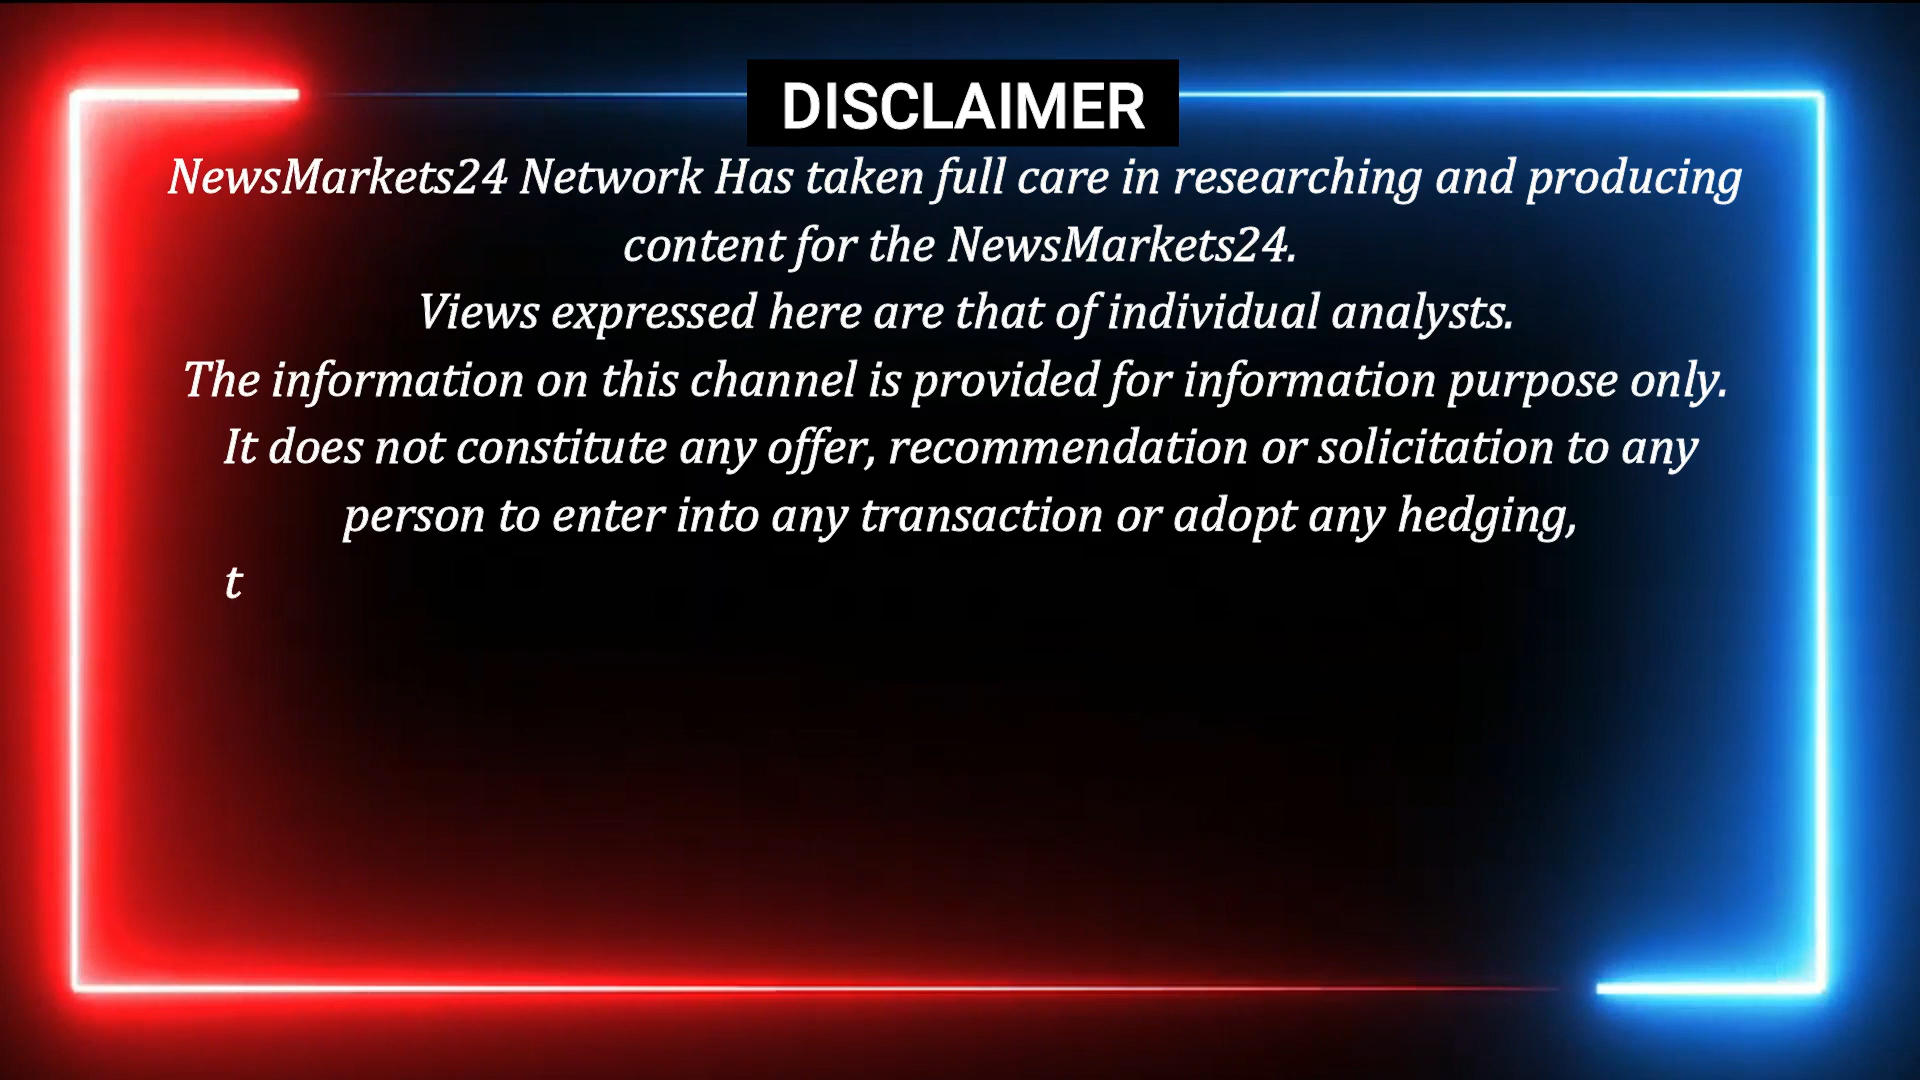 DISCLAIMER
NewsMarkets24 Network Has taken full care in researching and producing
content for the NewsMarkets24.
Views expressed here are that of individual analysts.
The information on this channel is provided for information purpose only.
It does not constitute any offer, recommendation or solicitation to any
person to enter into any transaction or adopt any hedging,
t